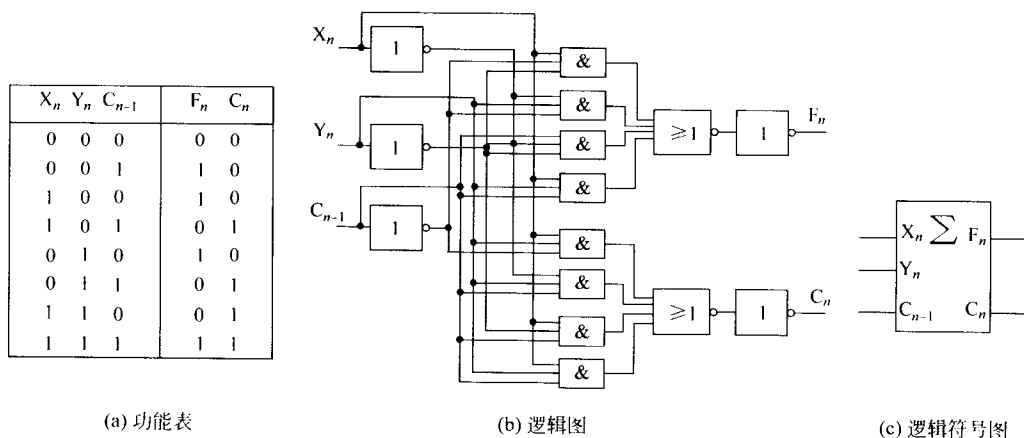 Xₙ Yₙ Cₙ₋₁ Fₙ Cₙ
0 0 0 0 0
0 0 1 1 0
1 0 0 1 0
1 0 1 0 1
0 1 0 1 0
0 1 1 0 1
1 1 0 0 1
1 1 1 1 1
(a) 功能表
Xₙ
1
Yₙ
1
Cₙ₋₁
1
&
&
&
&
&
&
&
&
≥1
1
Fₙ
≥1
1
Cₙ
(b) 逻辑图
Xₙ ∑ Fₙ
Yₙ
Cₙ₋₁ Cₙ
(c) 逻辑符号图